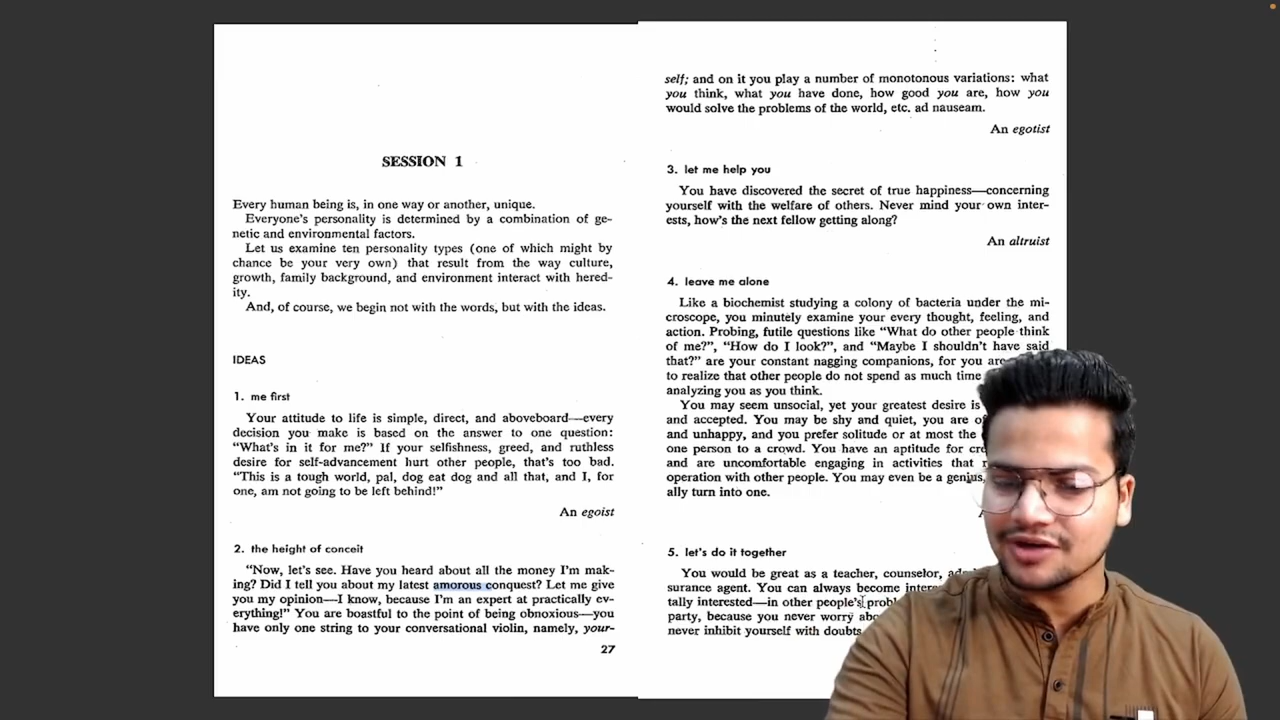 SESSION 1
Every human being is, in one way or another, unique.
Everyone's personality is determined by a combination of ge-
netic and environmental factors.
Let us examine ten personality types (one of which might by
chance be your very own) that result from the way culture,
growth, family background, and environment interact with hered-
ity.
And, of course, we begin not with the words, but with the ideas.
IDEAS
1. me first
Your attitude to life is simple, direct, and aboveboard—every
decision you make is based on the answer to one question:
"What's in it for me?" If your selfishness, greed, and ruthless
desire for self-advancement hurt other people, that's too bad.
"This is a tough world, pal, dog eat dog and all that, and I, for
one, am not going to be left behind!"
An egoist
2. the height of conceit
"Now, let's see. Have you heard about all the money I'm mak-
ing? Did I tell you about my latest amorous conquest? Let me give
you my opinion—I know, because I'm an expert at practically ev-
erything!" You are boastful to the point of being obnoxious—you
have only one string to your conversational violin, namely, your-
27
self; and on it you play a number of monotonous variations: what
you think, what you have done, how good you are, how you
would solve the problems of the world, etc. ad nauseam.
An egotist
3. let me help you
You have discovered the secret of true happiness—concerning
yourself with the welfare of others. Never mind your own inter-
ests, how's the next fellow getting along?
An altruist
4. leave me alone
Like a biochemist studying a colony of bacteria under the mi-
croscope, you minutely examine your every thought, feeling, and
action. Probing, futile questions like "What do other people think
of me?", "How do I look?", and "Maybe I shouldn't have said
that?" are your constant nagging companions, for you are
to realize that other people do not spend as much time
analyzing you as you think.
You may seem unsocial, yet your greatest desire is
and accepted. You may be shy and quiet, you are
and unhappy, and you prefer solitude or at most the
one person to a crowd. You have an aptitude for
and are uncomfortable engaging in activities that
operation with other people. You may even be a genius,
ally turn into one.
5. let's do it together
You would be great as a teacher, counselor,
surance agent. You can always become
tally interested—in other people's
party, because you never worry
never inhibit yourself with doubts